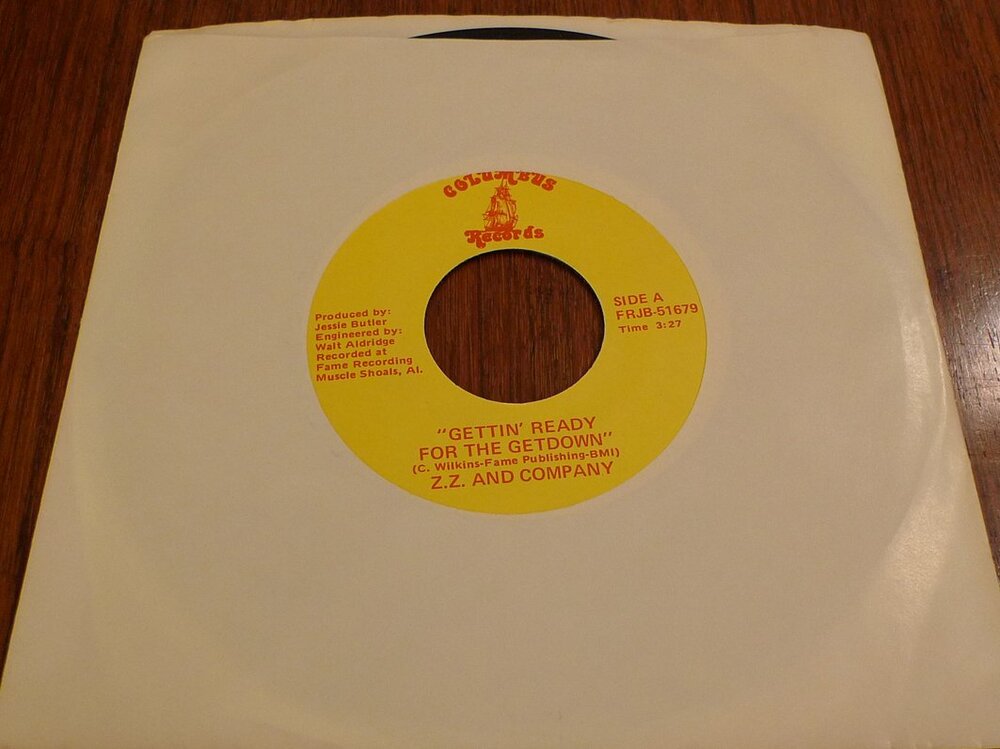 COLUMBUS
Records
Produced by:
Jessie Butler
Engineered by:
Walt Aldridge
Recorded at
Fame Recording
Muscle Shoals, Al.
SIDE A
FRJB-51679
Time 3:27
"GETTIN' READY
FOR THE GETDOWN"
(C. Wilkins-Fame Publishing-BMI)
Z.Z. AND COMPANY